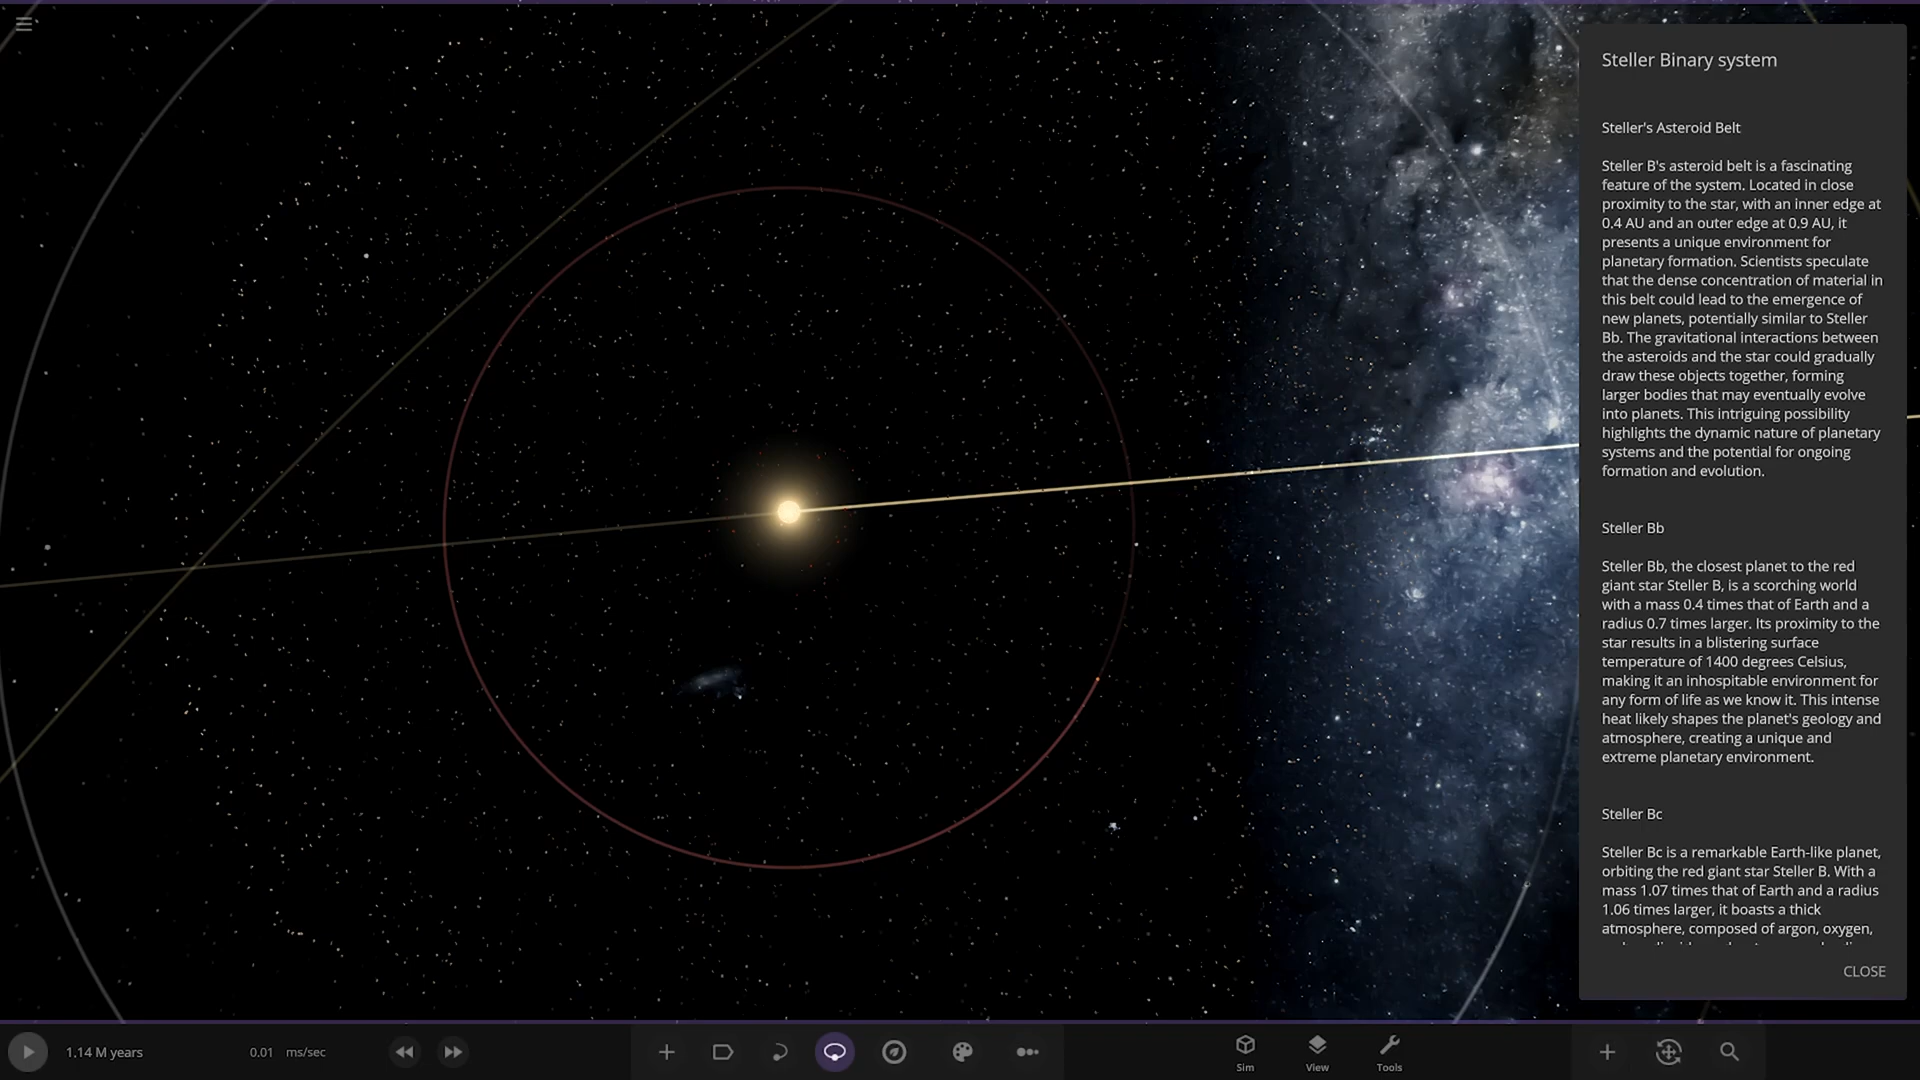 Steller Binary system
Steller's Asteroid Belt
Steller B's asteroid belt is a fascinating
feature of the system. Located in close
proximity to the star, with an inner edge at
0.4 AU and an outer edge at 0.9 AU, it
presents a unique environment for
planetary formation. Scientists speculate
that the dense concentration of material in
this belt could lead to the emergence of
new planets, potentially similar to Steller
Bb. The gravitational interactions between
the asteroids and the star could gradually
draw these objects together, forming
larger bodies that may eventually evolve
into planets. This intriguing possibility
highlights the dynamic nature of planetary
systems and the potential for ongoing
formation and evolution.
Steller Bb
Steller Bb, the closest planet to the red
giant star Steller B, is a scorching world
with a mass 0.4 times that of Earth and a
radius 0.7 times larger. Its proximity to the
star results in a blistering surface
temperature of 1400 degrees Celsius,
making it an inhospitable environment for
any form of life as we know it. This intense
heat likely shapes the planet's geology and
atmosphere, creating a unique and
extreme planetary environment.
Steller Bc
Steller Bc is a remarkable Earth-like planet,
orbiting the red giant star Steller B. With a
mass 1.07 times that of Earth and a radius
1.06 times larger, it boasts a thick
atmosphere, composed of argon, oxygen,
CLOSE
1.14 M years
0.01 ms/sec
Sim
View
Tools